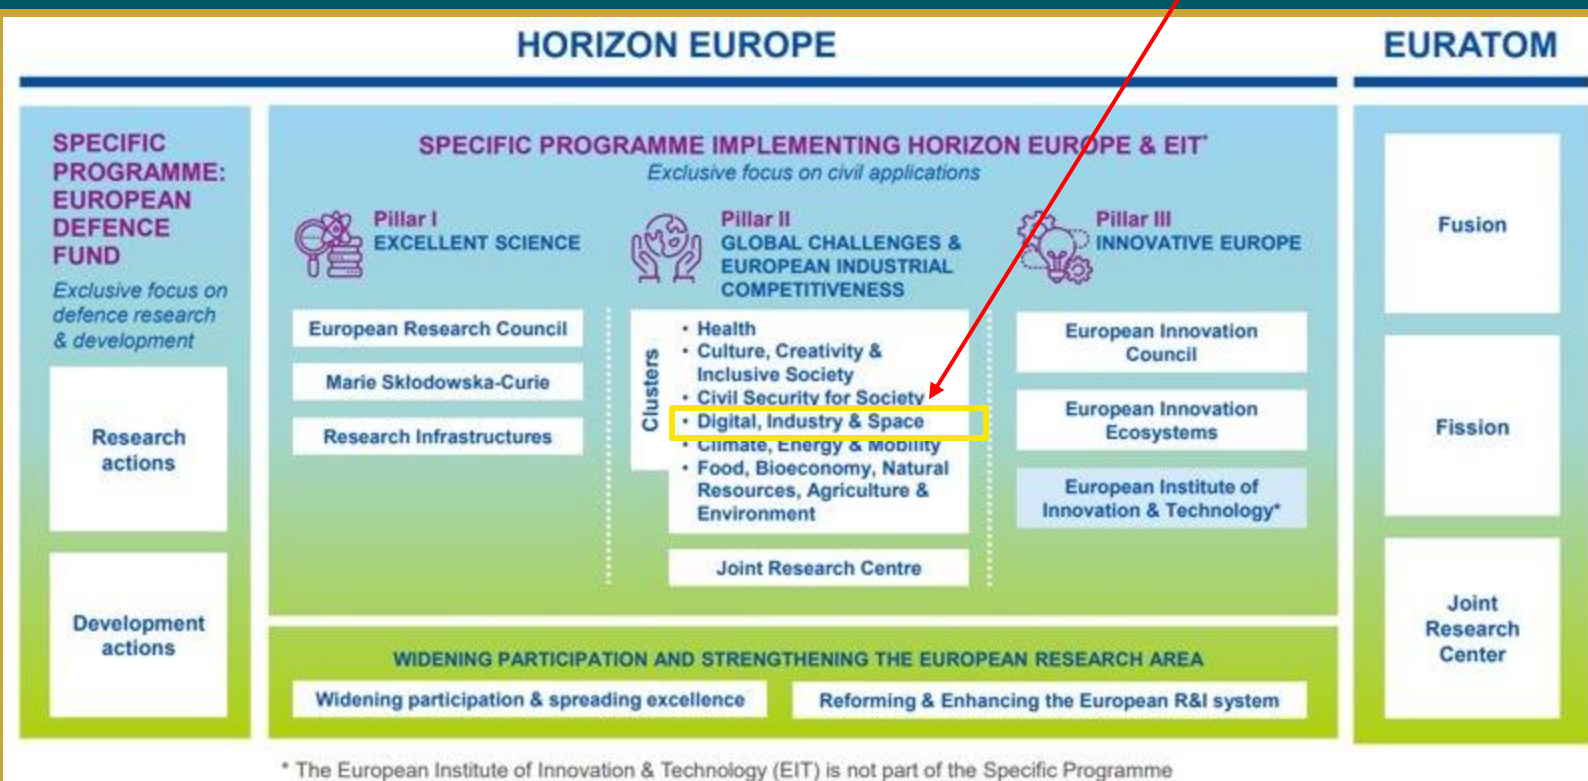 HORIZON EUROPE
EURATOM
SPECIFIC
PROGRAMME:
EUROPEAN
DEFENCE
FUND
Exclusive focus on
defence research
& development
Research
actions
Development
actions
SPECIFIC PROGRAMME IMPLEMENTING HORIZON EUROPE & EIT*
Exclusive focus on civil applications
Pillar I
EXCELLENT SCIENCE
European Research Council
Marie Skłodowska-Curie
Research Infrastructures
Pillar II
GLOBAL CHALLENGES &
EUROPEAN INDUSTRIAL
COMPETITIVENESS
Clusters
• Health
• Culture, Creativity &
Inclusive Society
• Civil Security for Society
• Digital, Industry & Space
• Climate, Energy & Mobility
• Food, Bioeconomy, Natural
Resources, Agriculture &
Environment
Joint Research Centre
Pillar III
INNOVATIVE EUROPE
European Innovation
Council
European Innovation
Ecosystems
European Institute of
Innovation & Technology*
WIDENING PARTICIPATION AND STRENGTHENING THE EUROPEAN RESEARCH AREA
Widening participation & spreading excellence
Reforming & Enhancing the European R&I system
Fusion
Fission
Joint
Research
Center
* The European Institute of Innovation & Technology (EIT) is not part of the Specific Programme